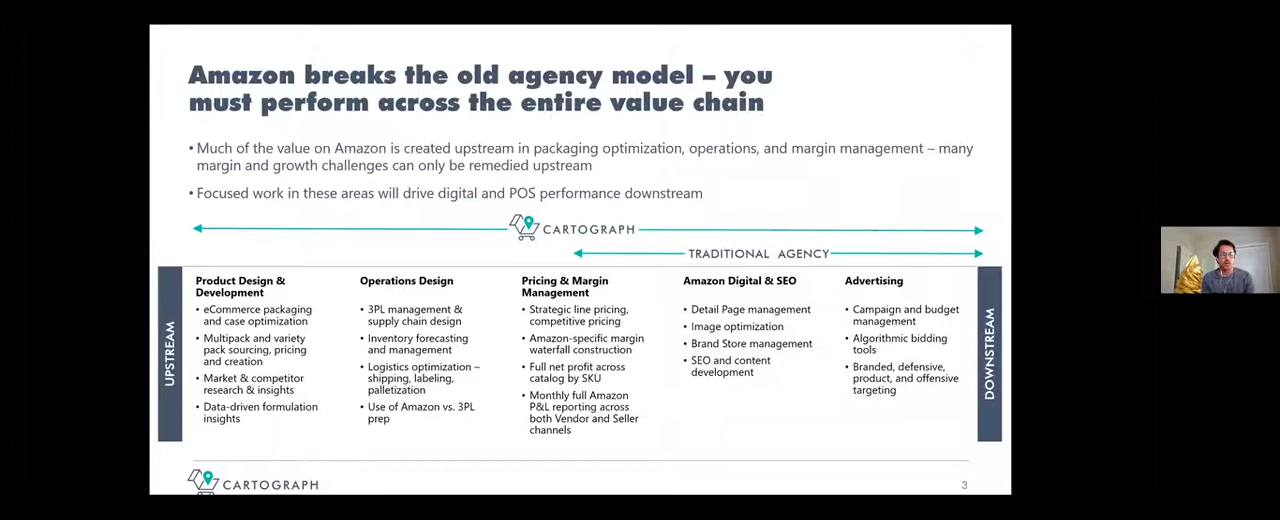 Amazon breaks the old agency model – you
must perform across the entire value chain
• Much of the value on Amazon is created upstream in packaging optimization, operations, and margin management – many
margin and growth challenges can only be remedied upstream
• Focused work in these areas will drive digital and POS performance downstream
CARTOGRAPH
TRADITIONAL AGENCY
UPSTREAM
Product Design &
Development
• eCommerce packaging
and case optimization
• Multipack and variety
pack sourcing, pricing
and creation
• Market & competitor
research & insights
• Data-driven formulation
insights
Operations Design
• 3PL management &
supply chain design
• Inventory forecasting
and management
• Logistics optimization –
shipping, labeling,
palletization
• Use of Amazon vs. 3PL
prep
Pricing & Margin
Management
• Strategic line pricing,
competitive pricing
• Amazon-specific margin
waterfall construction
• Full net profit across
catalog by SKU
• Monthly full Amazon
P&L reporting across
both Vendor and Seller
channels
Amazon Digital & SEO
• Detail Page management
• Image optimization
• Brand Store management
• SEO and content
development
Advertising
• Campaign and budget
management
• Algorithmic bidding
tools
• Branded, defensive,
product, and offensive
targeting
DOWNSTREAM
CARTOGRAPH
3